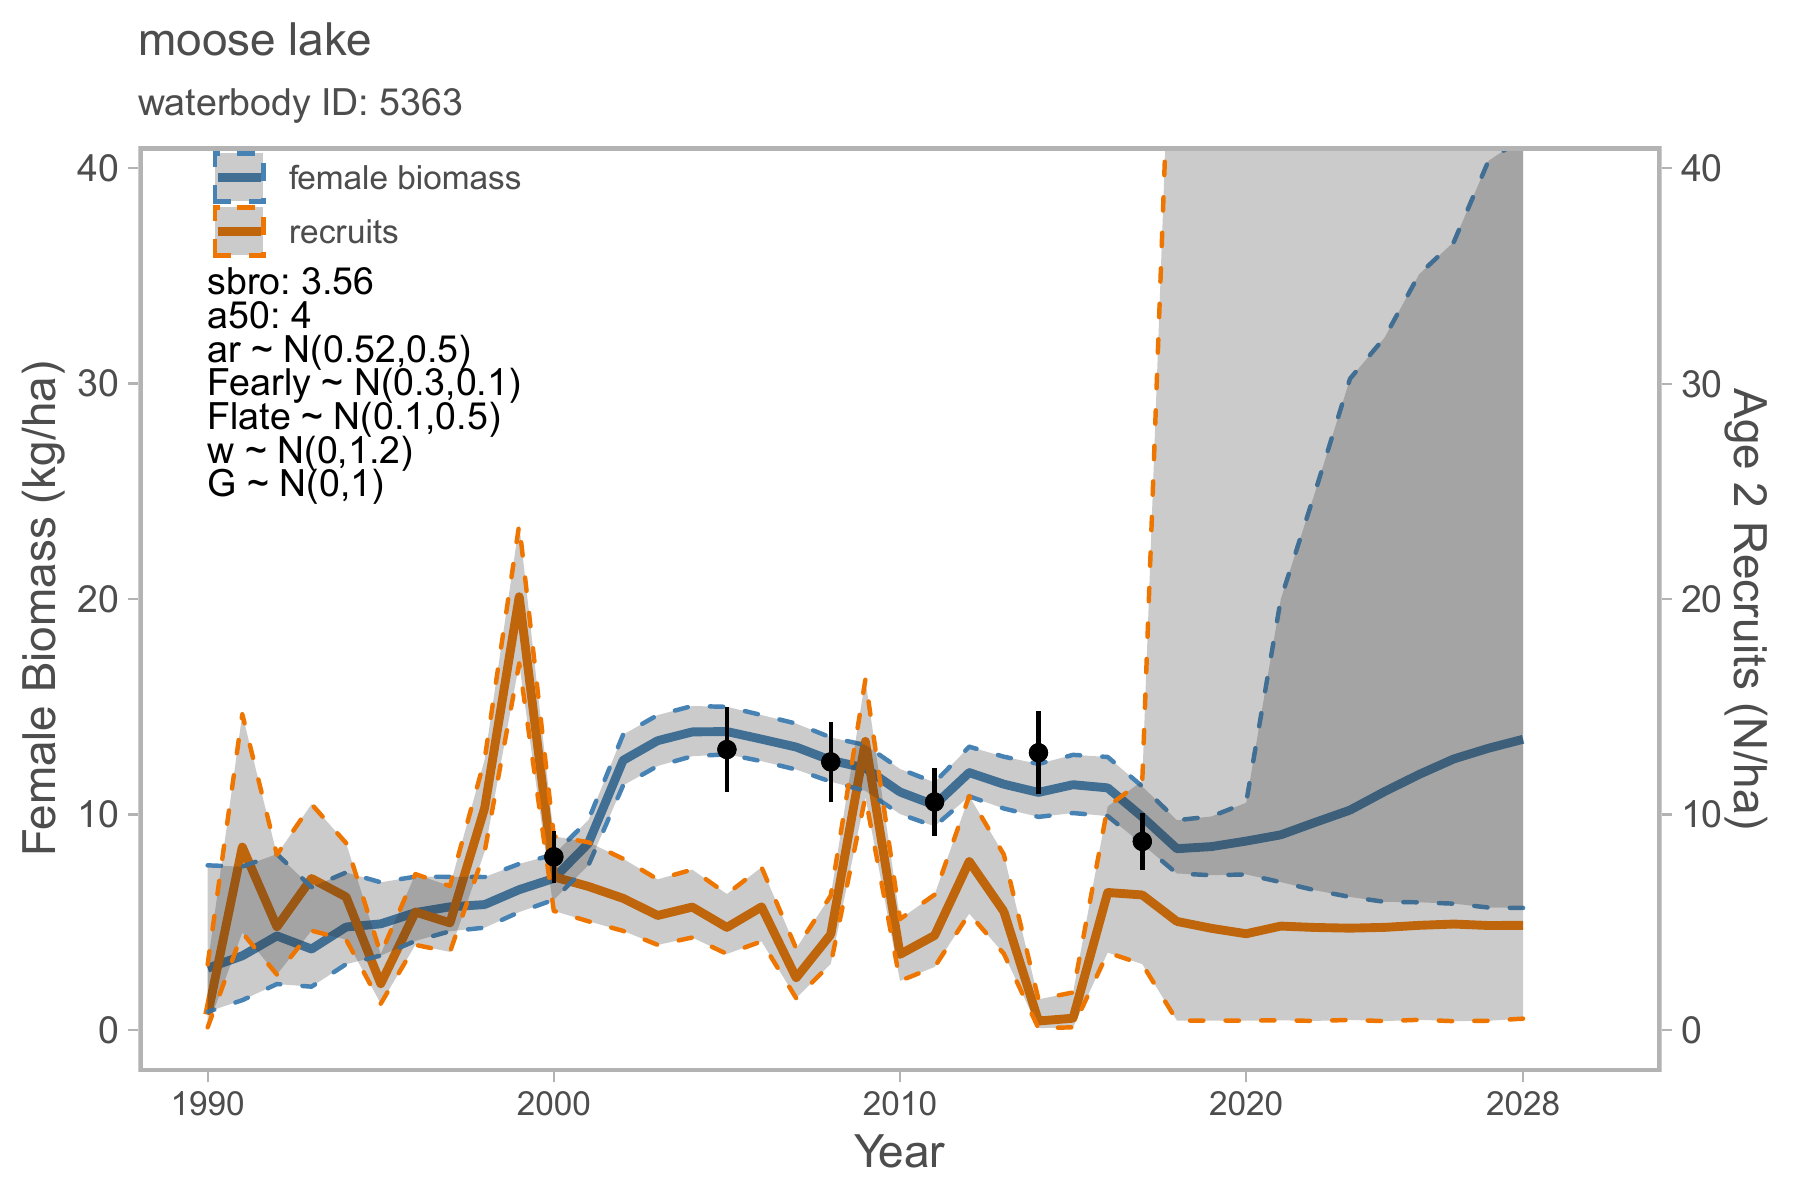 moose lake
waterbody ID: 5363
female biomass
recruits
sbro: 3.56
a50: 4
ar ~ N(0.52,0.5)
Fearly ~ N(0.3,0.1)
Flate ~ N(0.1,0.5)
w ~ N(0,1.2)
G ~ N(0,1)
Female Biomass (kg/ha)
40
30
20
10
0
40
30
20
10
0
Age 2 Recruits (N/ha)
1990
2000
2010
2020
2028
Year